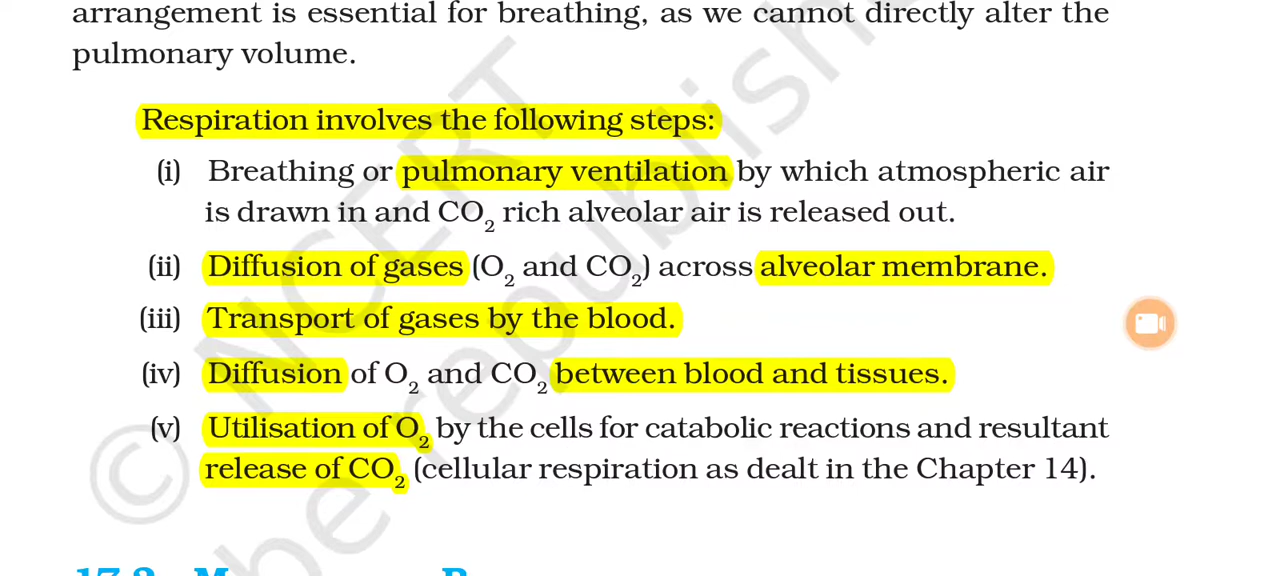 arrangement is essential for breathing, as we cannot directly alter the
pulmonary volume.
Respiration involves the following steps:
(i) Breathing or pulmonary ventilation by which atmospheric air
is drawn in and CO₂ rich alveolar air is released out.
(ii) Diffusion of gases (O₂ and CO₂) across alveolar membrane.
(iii) Transport of gases by the blood.
(iv) Diffusion of O₂ and CO₂ between blood and tissues.
(v) Utilisation of O₂ by the cells for catabolic reactions and resultant
release of CO₂ (cellular respiration as dealt in the Chapter 14).
© NCERT
be republish